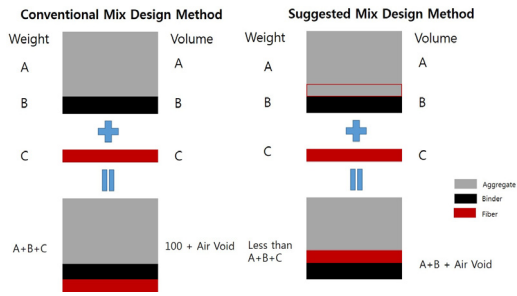 Conventional Mix Design Method
Suggested Mix Design Method
Weight
Volume
Weight
Volume
A
A
A
A
B
B
B
B
C
C
C
C
Aggregate
Binder
Fiber
A+B+C
100 + Air Void
Less than
A+B+C
A+B + Air Void